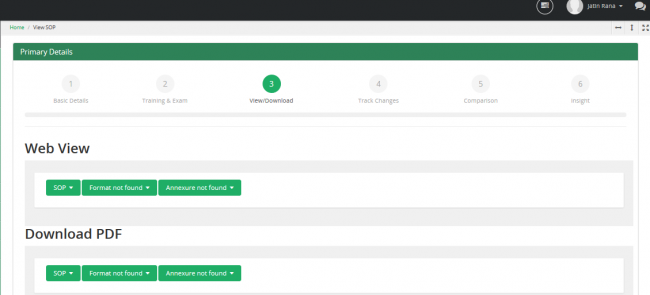 Jatin Rana
Home / View SOP
Primary Details
1 2 3 4 5 6
Basic Details Training & Exam View/Download Track Changes Comparison Insight
Web View
SOP Format not found Annexure not found
Download PDF
SOP Format not found Annexure not found